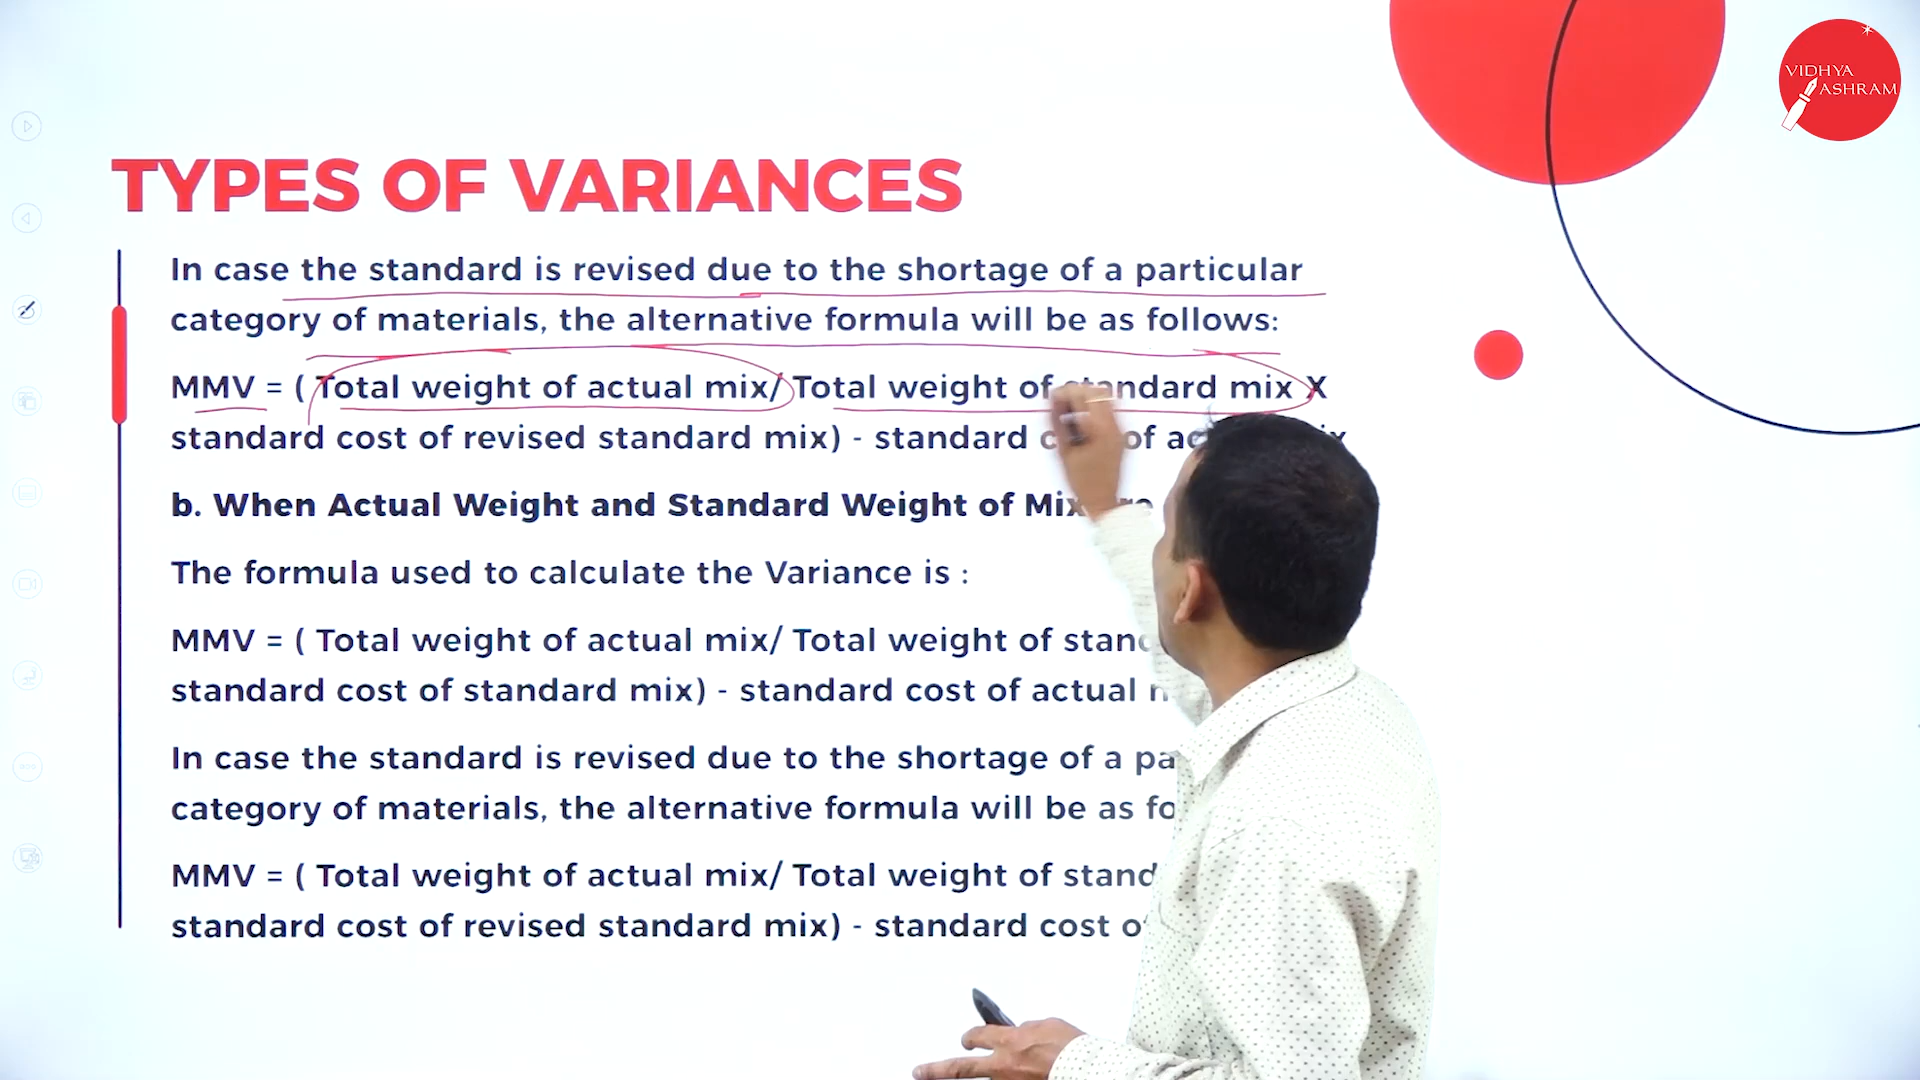 VIDHYA
ASHRAM
TYPES OF VARIANCES
In case the standard is revised due to the shortage of a particular
category of materials, the alternative formula will be as follows:
MMV = ( Total weight of actual mix/ Total weight of standard mix X
standard cost of revised standard mix) - standard of
b. When Actual Weight and Standard Weight of Mix
The formula used to calculate the Variance is :
MMV = ( Total weight of actual mix/ Total weight of
standard cost of standard mix) - standard cost of actual
In case the standard is revised due to the shortage of a
category of materials, the alternative formula will be as
MMV = ( Total weight of actual mix/ Total weight of
standard cost of revised standard mix) - standard cost